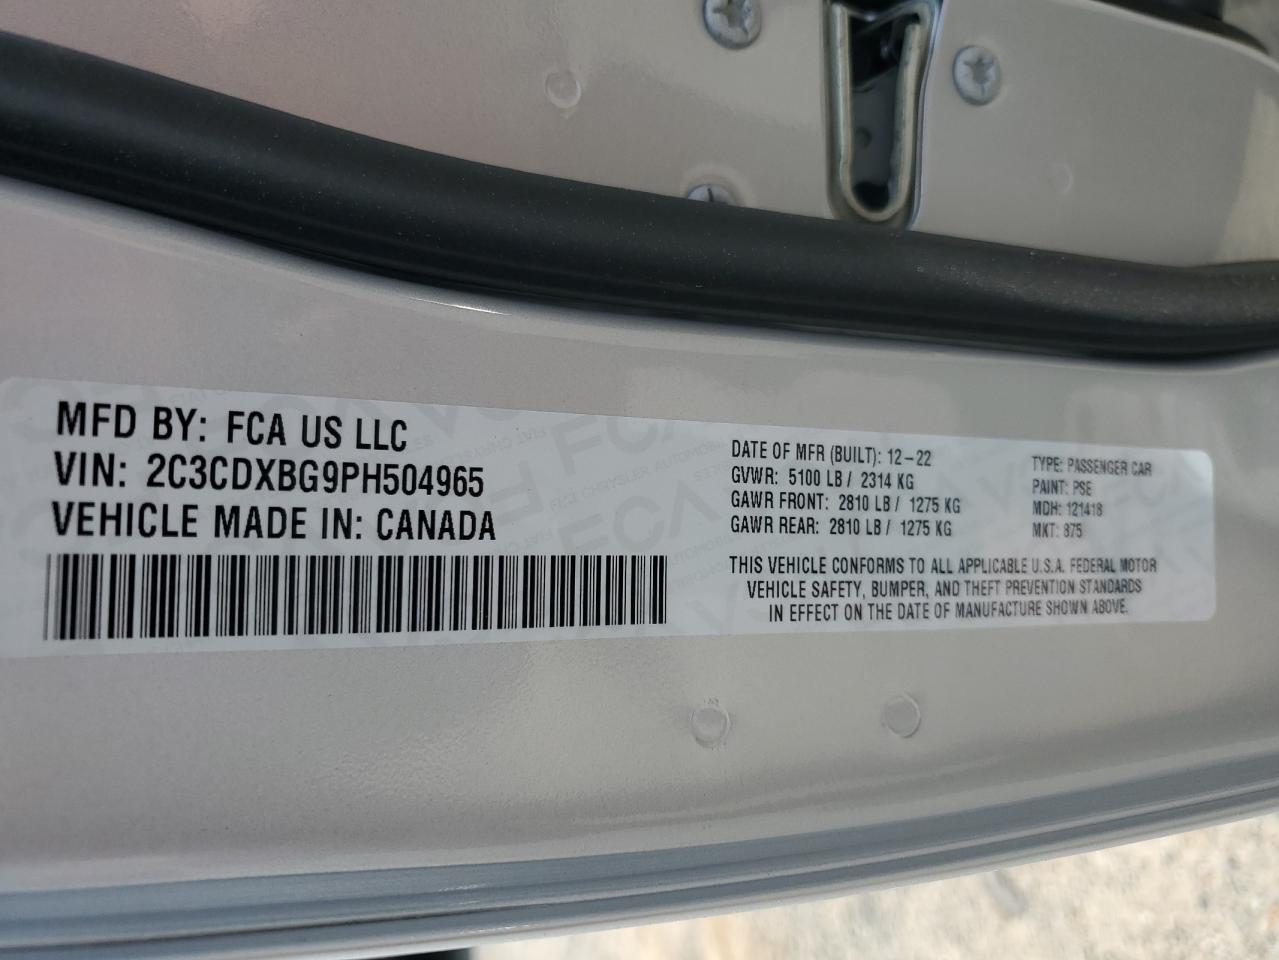 MFD BY: FCA US LLC
VIN: 2C3CDXBG9PH504965
VEHICLE MADE IN: CANADA
DATE OF MFR (BUILT): 12-22
GVWR: 5100 LB / 2314 KG
GAWR FRONT: 2810 LB / 1275 KG
GAWR REAR: 2810 LB / 1275 KG
TYPE: PASSENGER CAR
PAINT: PSE
MDH: 121418
MKT: 875
THIS VEHICLE CONFORMS TO ALL APPLICABLE U.S.A. FEDERAL MOTOR
VEHICLE SAFETY, BUMPER, AND THEFT PREVENTION STANDARDS
IN EFFECT ON THE DATE OF MANUFACTURE SHOWN ABOVE.